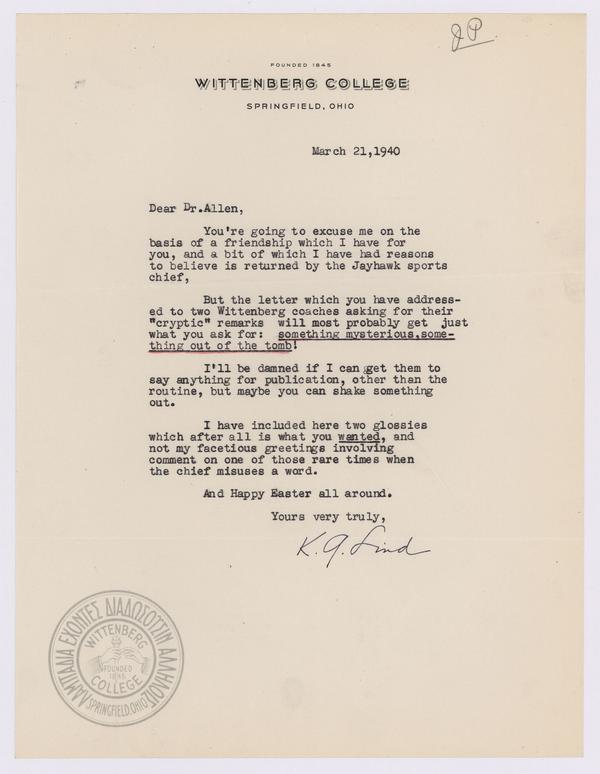 JP.
FOUNDED 1845
WITTENBERG COLLEGE
SPRINGFIELD, OHIO
March 21,1940
Dear Dr.Allen,
You're going to excuse me on the
basis of a friendship which I have for
you, and a bit of which I have had reasons
to believe is returned by the Jayhawk sports
chief,
But the letter which you have address-
ed to two Wittenberg coaches asking for their
"cryptic" remarks will most probably get just
what you ask for: something mysterious,some-
thing out of the tomb!
I'll be damned if I can get them to
say anything for publication, other than the
routine, but maybe you can shake something
out.
I have included here two glossies
which after all is what you wanted, and
not my facetious greetings involving
comment on one of those rare times when
the chief misuses a word.
And Happy Easter all around.
Yours very truly,
K. G. Lind
ΛΑΜΠΑΔΙΑ ΕΧΟΝΤΕΣ ΔΙΑΔΩΣΟΥΣΙΝ ΑΛΛΗΛΟΙΣ
WITTENBERG
FOUNDED
1845
COLLEGE
SPRINGFIELD, OHIO